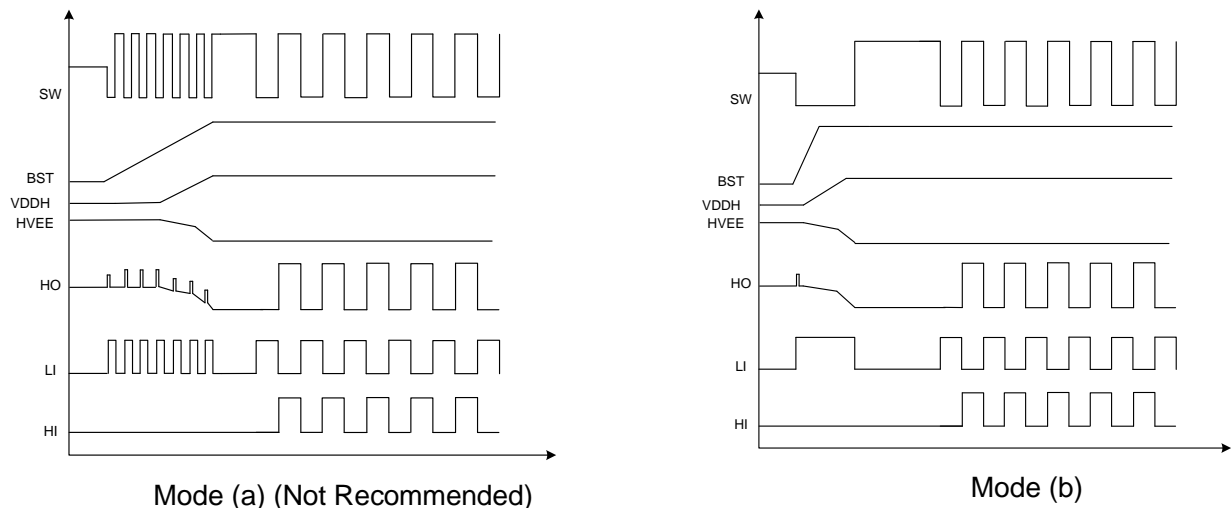 SW
BST
VDDH
HVEE
HO
LI
HI
Mode (a) (Not Recommended)
SW
BST
VDDH
HVEE
HO
LI
HI
Mode (b)